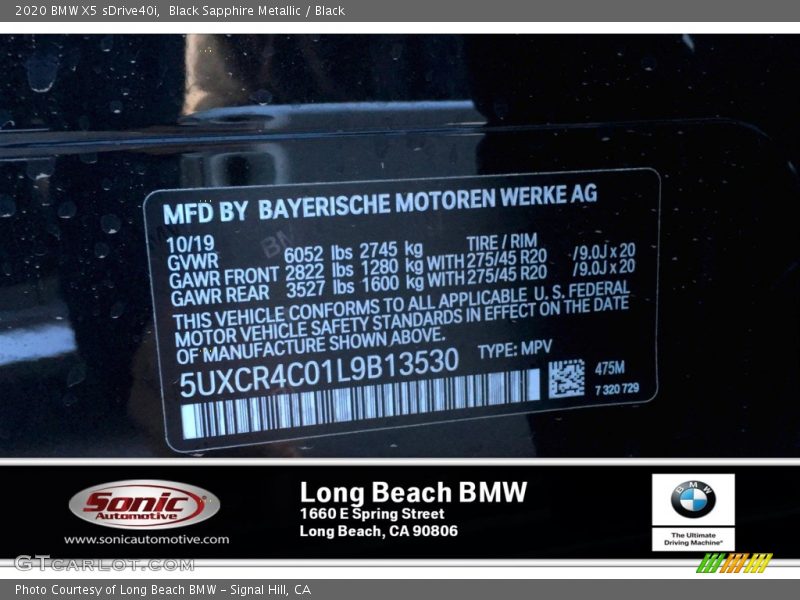 2020 BMW X5 sDrive40i, Black Sapphire Metallic / Black
MFD BY BAYERISCHE MOTOREN WERKE AG
10/19 TIRE / RIM
GVWR 6052 lbs 2745 kg
GAWR FRONT 2822 lbs 1280 kg WITH 275/45 R20 /9.0J x 20
GAWR REAR 3527 lbs 1600 kg WITH 275/45 R20 /9.0J x 20
THIS VEHICLE CONFORMS TO ALL APPLICABLE U. S. FEDERAL
MOTOR VEHICLE SAFETY STANDARDS IN EFFECT ON THE DATE
OF MANUFACTURE SHOWN ABOVE.
5UXCR4C01L9B13530 TYPE: MPV
475M
7 320 729
Sonic
Automotive
www.sonicautomotive.com
Long Beach BMW
1660 E Spring Street
Long Beach, CA 90806
BMW
The Ultimate
Driving Machine®
GTcarlot.com
Photo Courtesy of Long Beach BMW - Signal Hill, CA